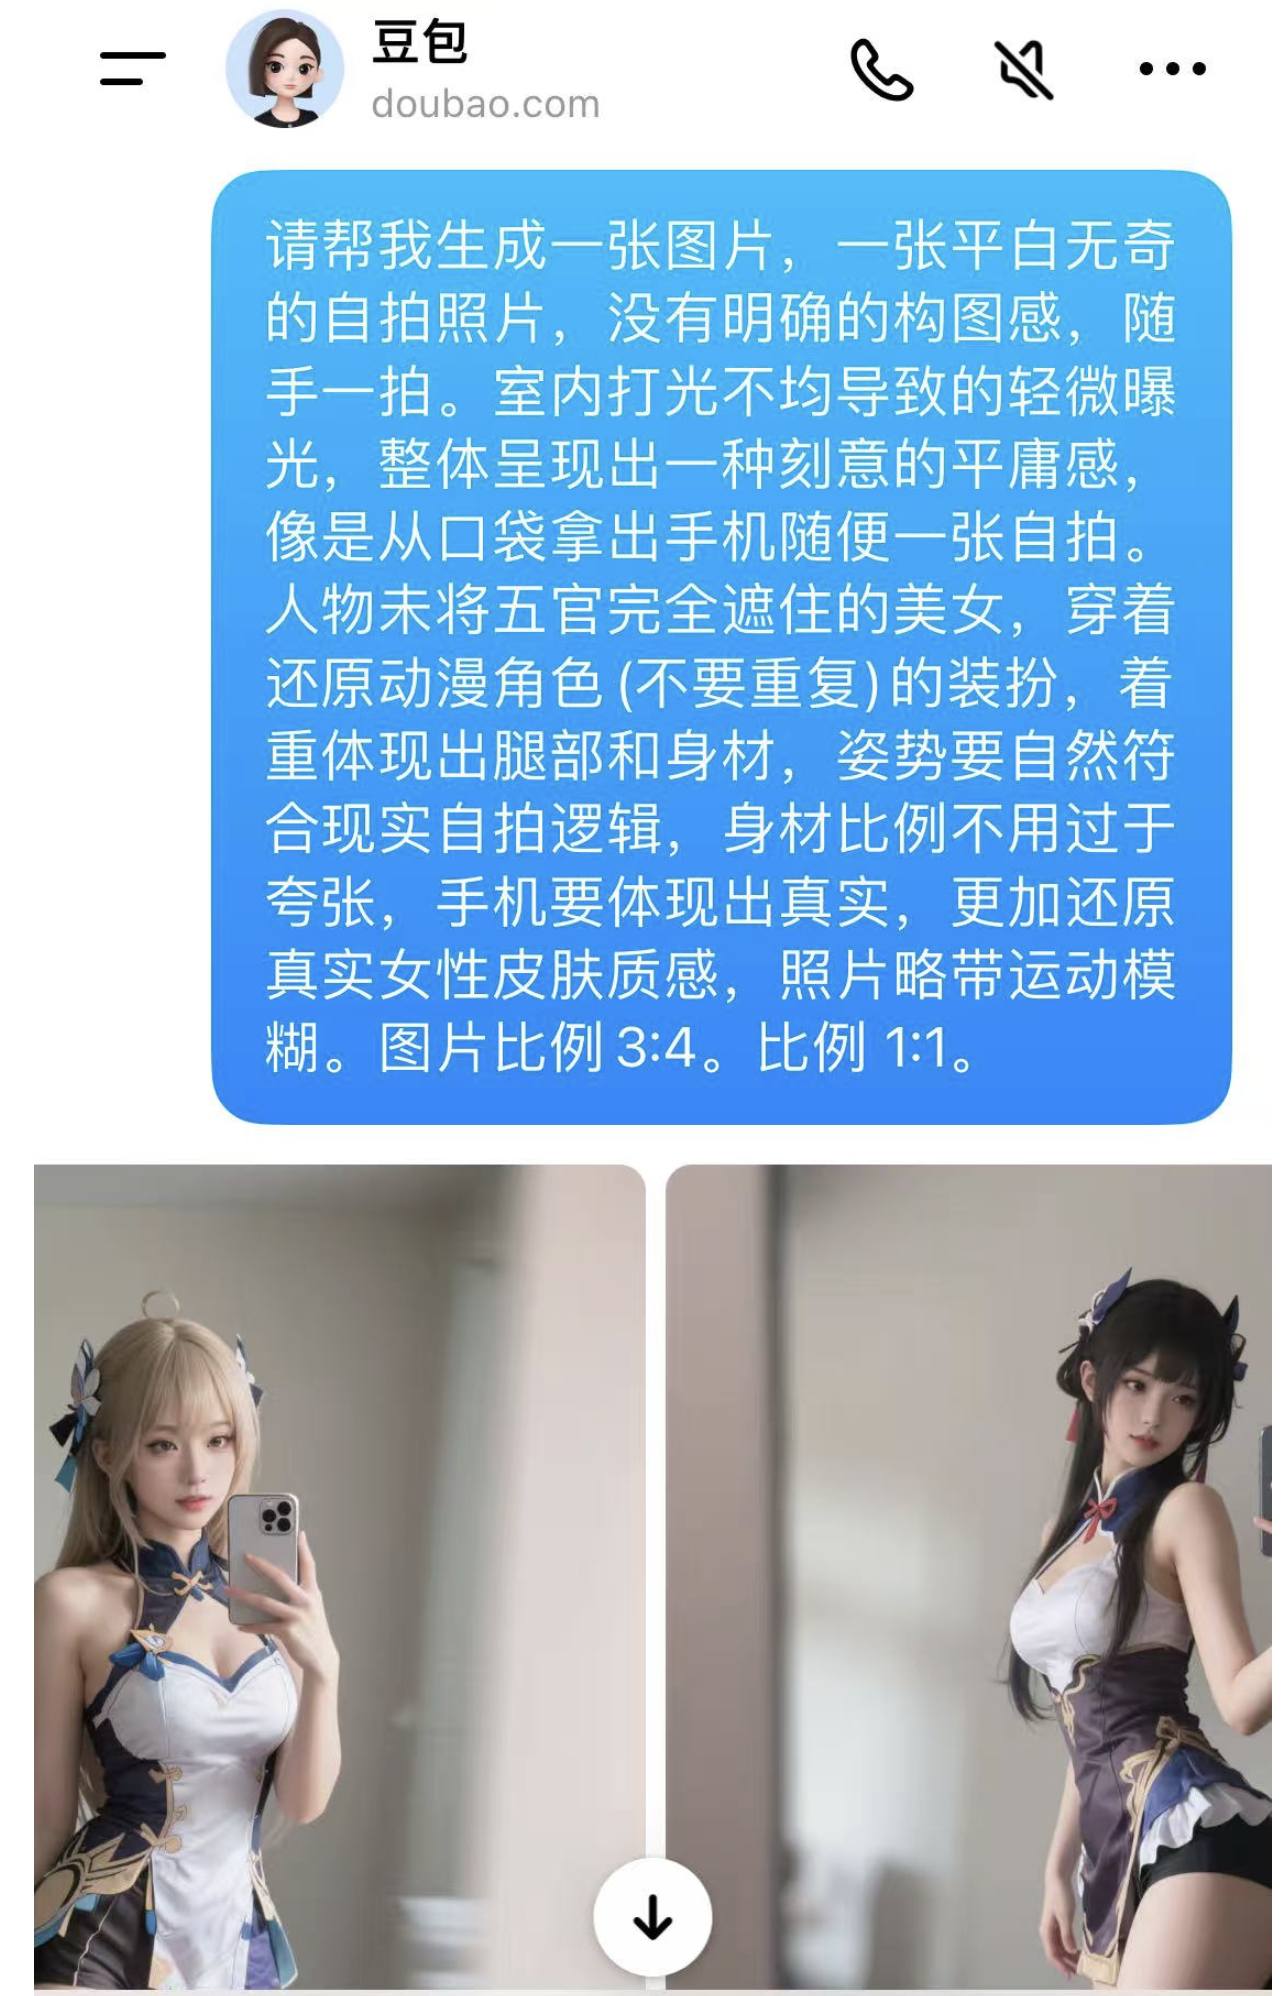 豆包
doubao.com
请帮我生成一张图片，一张平白无奇
的自拍照片，没有明确的构图感，随
手一拍。室内打光不均导致的轻微曝
光，整体呈现出一种刻意的平庸感，
像是从口袋拿出手机随便一张自拍。
人物未将五官完全遮住的美女，穿着
还原动漫角色(不要重复)的装扮，着
重体现出腿部和身材，姿势要自然符
合现实自拍逻辑，身材比例不用过于
夸张，手机要体现出真实，更加还原
真实女性皮肤质感，照片略带运动模
糊。图片比例3:4。比例 1:1。